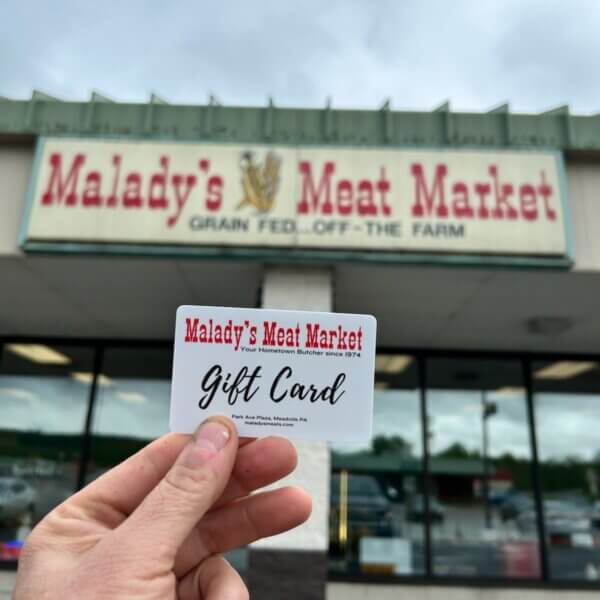 Malady's Meat Market
GRAIN FED...OFF-THE FARM
Malady's Meat Market
Your Hometown Butcher since 1974
Gift Card
Park Ave Plaza, Meadville PA
maladysmeats.com